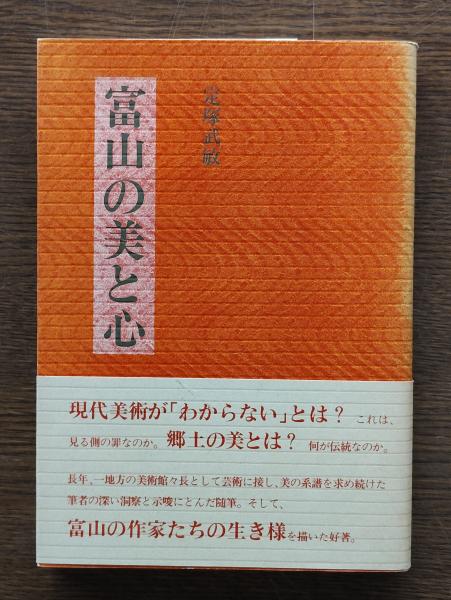 富山の美と心
定塚武敏
現代美術が「わからない」とは？ これは、
見る側の罪なのか。郷土の美とは？ 何が伝統なのか。
長年、一地方の美術館々長として芸術に接し、美の系譜を求め続けた
筆者の深い洞察と示唆にとんだ随筆。そして、
富山の作家たちの生き様を描いた好著。